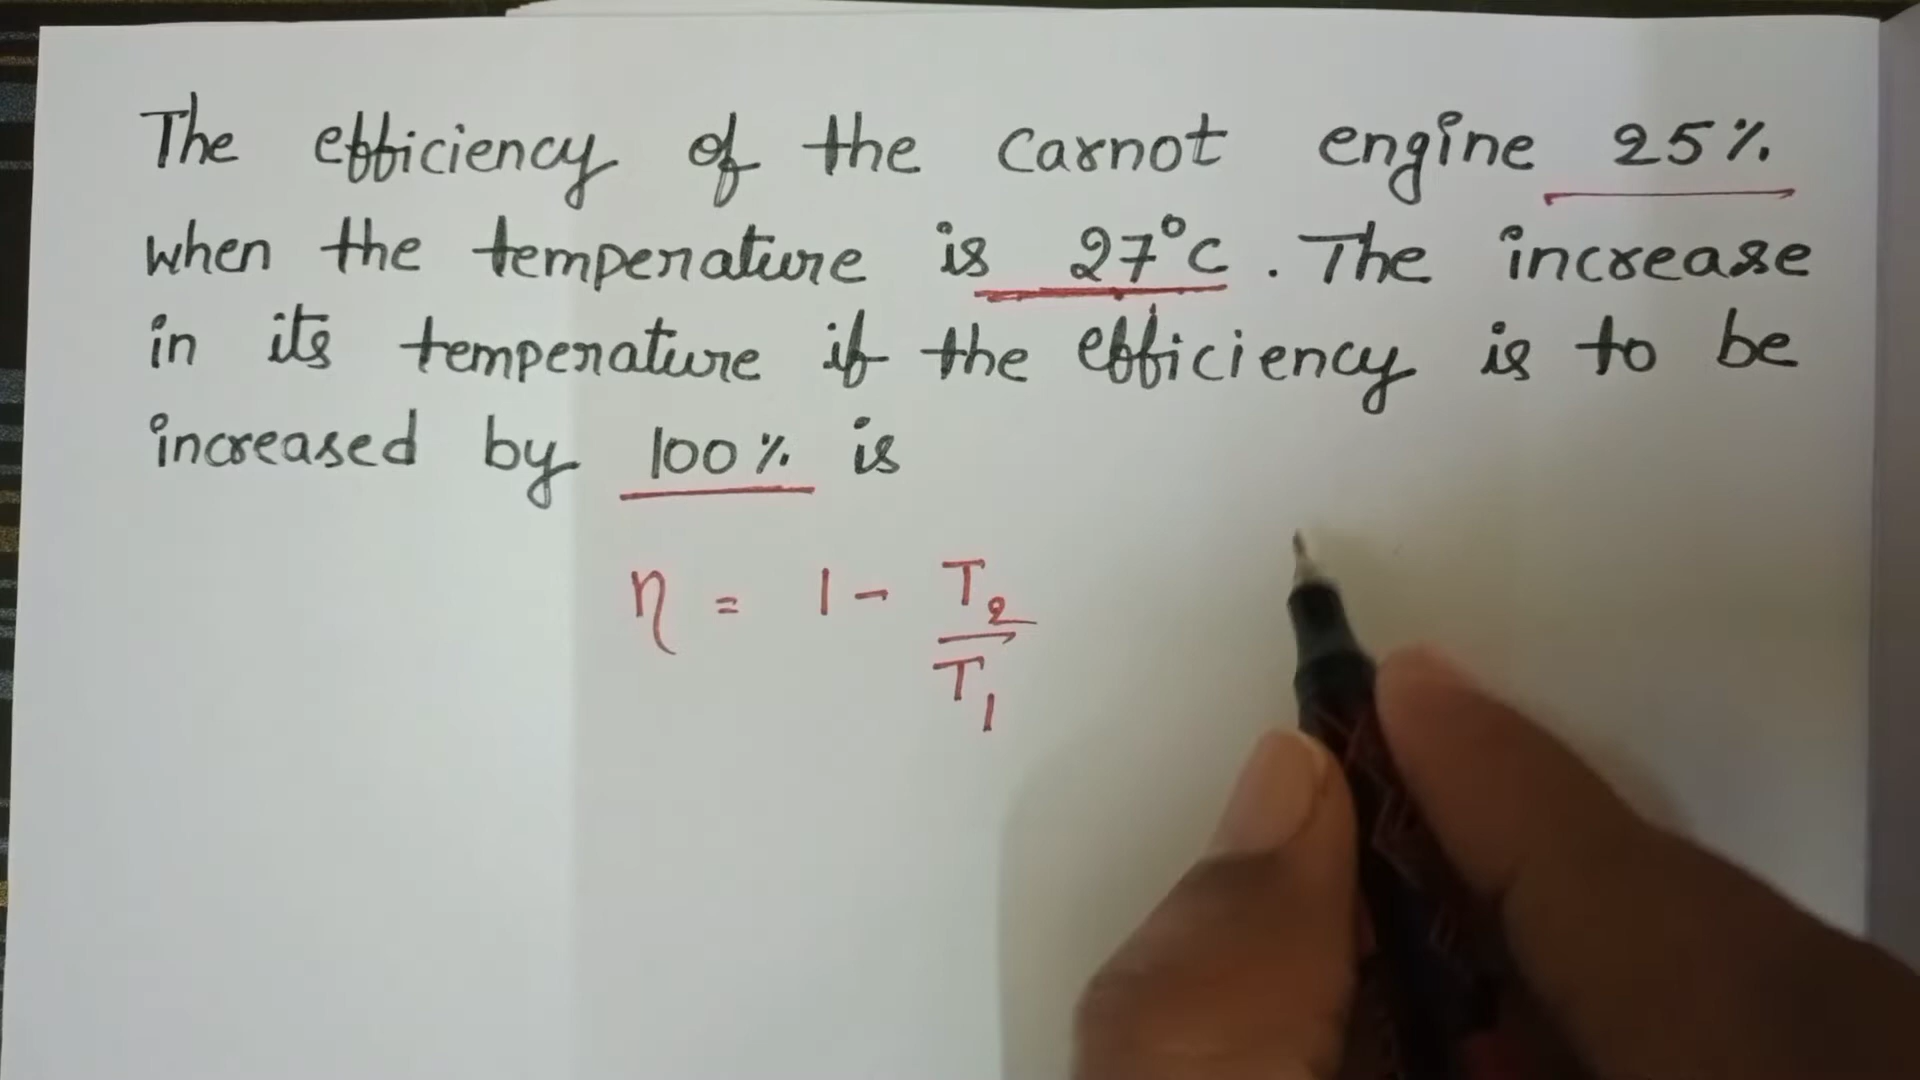 The efficiency of the carnot engine 25%
when the temperature is 27°C. The increase
in its temperature if the efficiency is to be
increased by 100% is
η = 1 - T₂
T₁